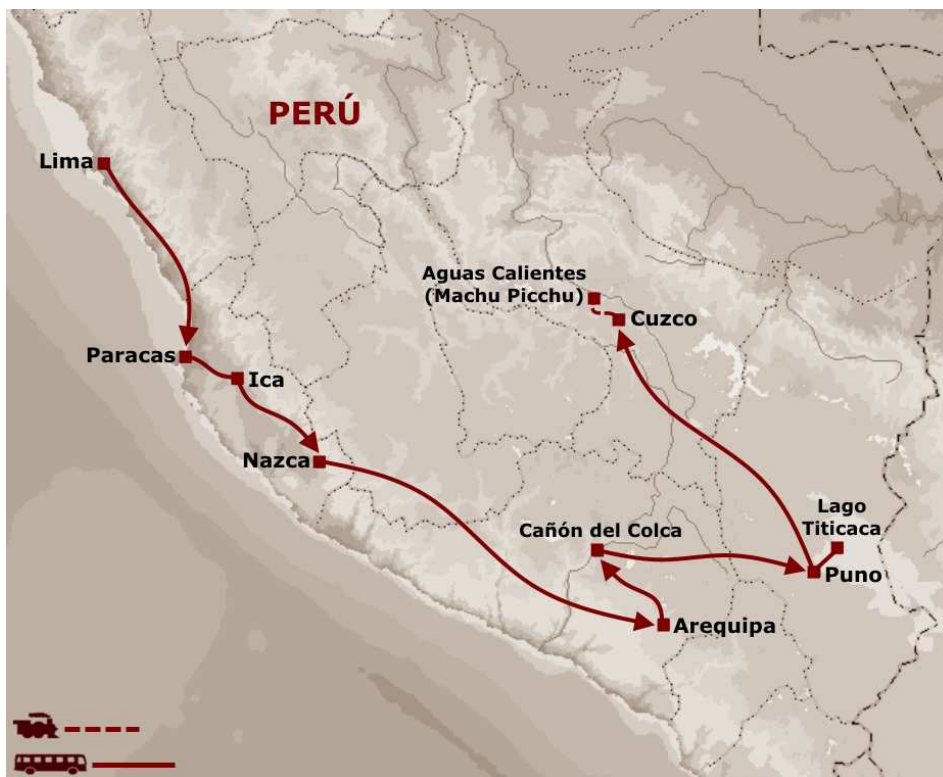 PERÚ
Lima
Aguas Calientes
(Machu Picchu)
Cuzco
Paracas
Ica
Nazca
Lago
Titicaca
Cañón del Colca
Puno
Arequipa